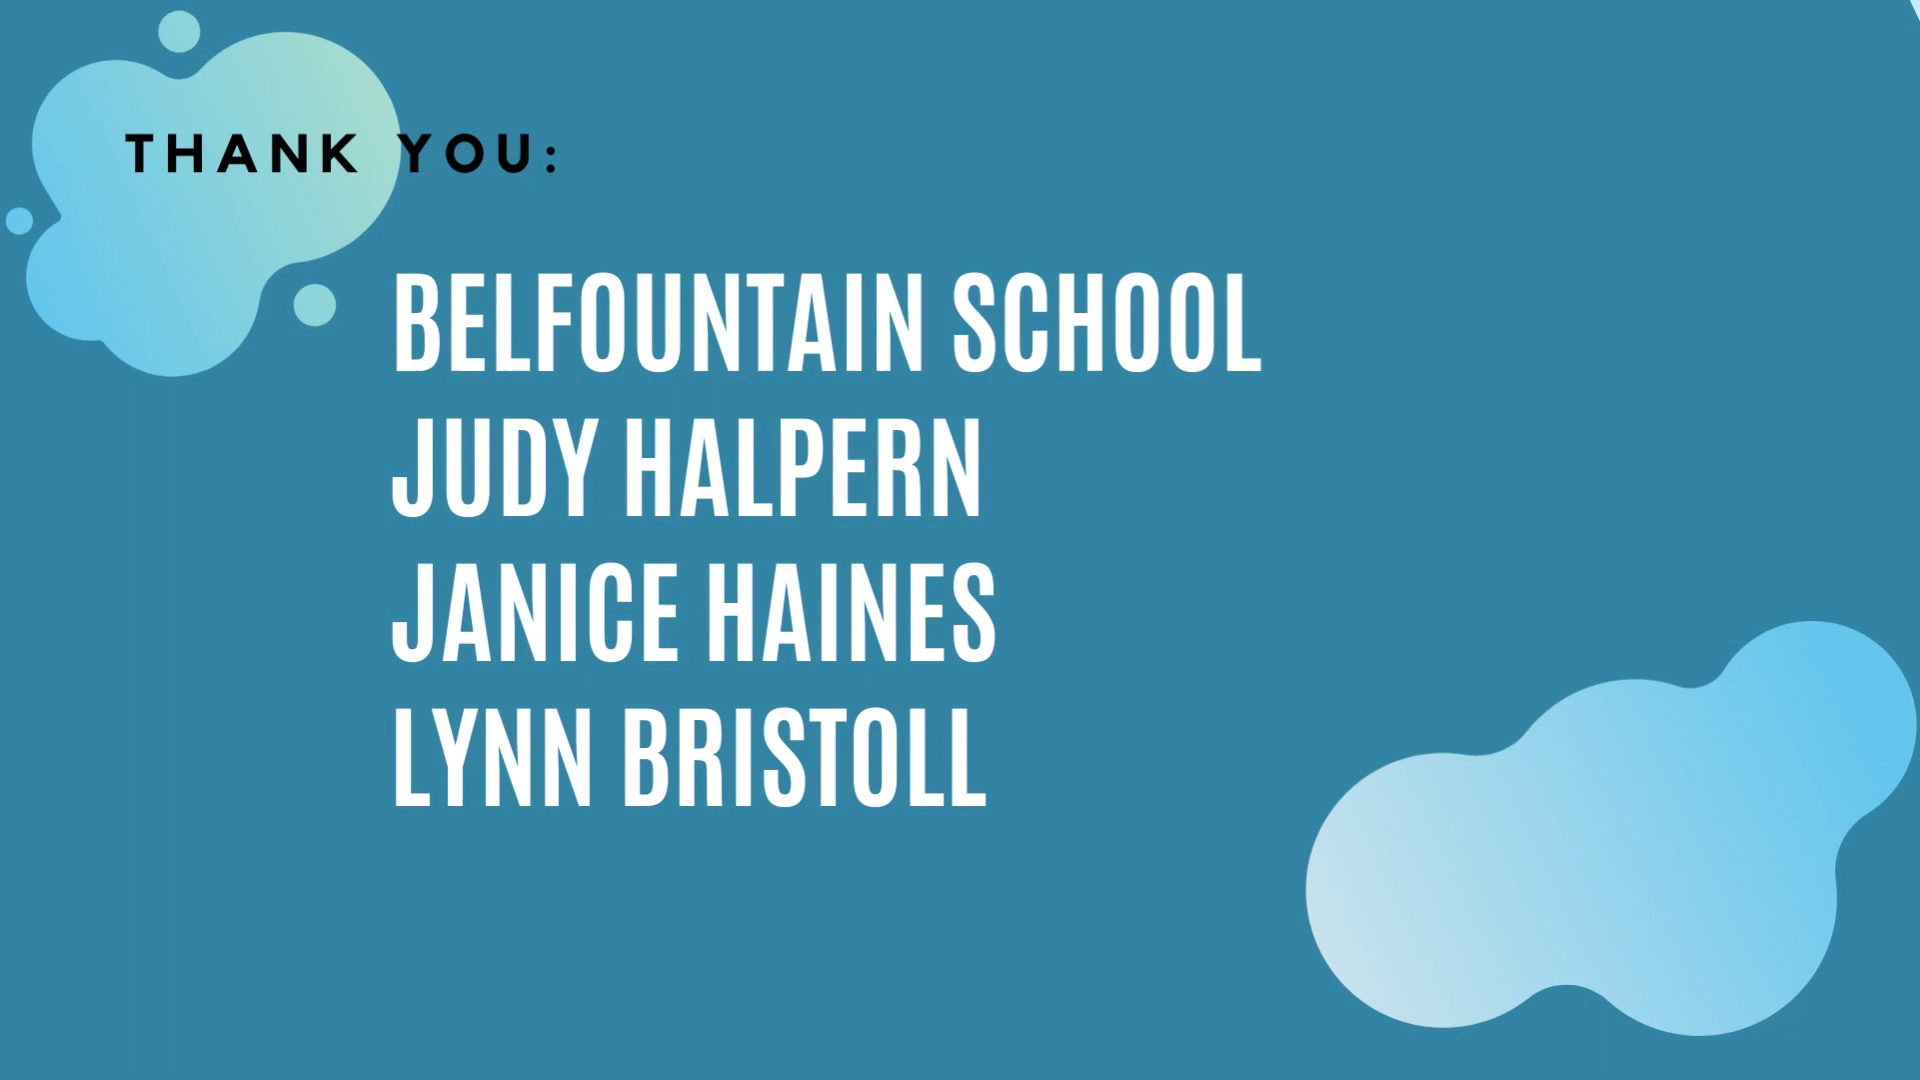 THANK YOU:
BELFOUNTAIN SCHOOL
JUDY HALPERN
JANICE HAINES
LYNN BRISTOLL